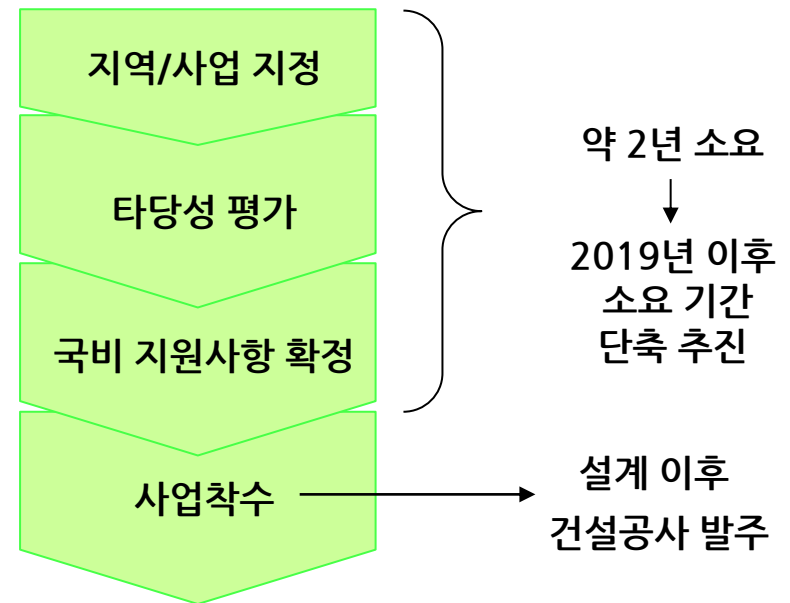 지역/사업 지정
타당성 평가
국비 지원사항 확정
사업착수
약 2년 소요
2019년 이후
소요 기간
단축 추진
설계 이후
건설공사 발주